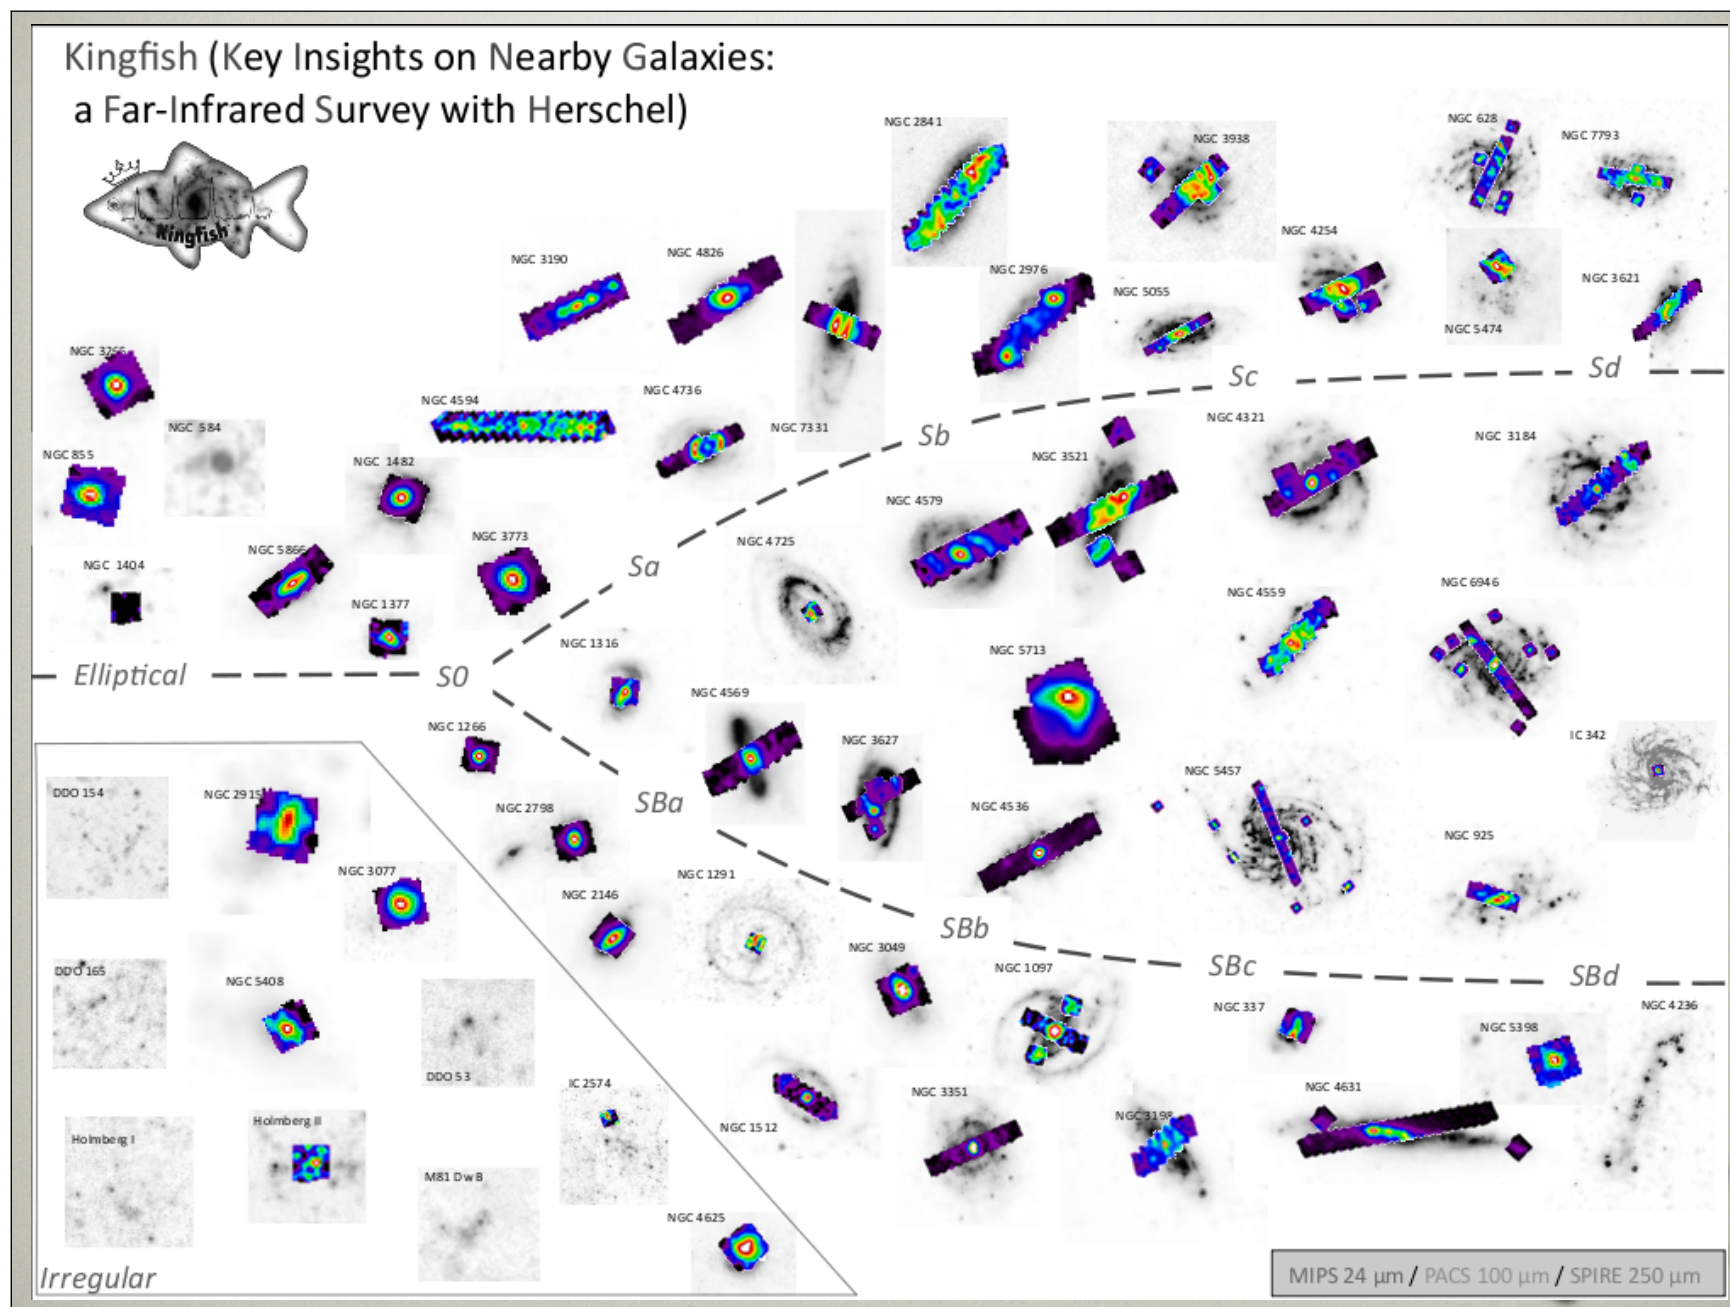 Kingfish (Key Insights on Nearby Galaxies:
a Far-Infrared Survey with Herschel)
Kingfish
NGC 2841
NGC 3938
NGC 628
NGC 7793
NGC 3190
NGC 4826
NGC 2976
NGC 5055
NGC 4254
NGC 5474
NGC 3621
NGC 3265
NGC 584
NGC 855
NGC 4594
NGC 4736
NGC 7331
NGC 1482
NGC 1404
NGC 5866
NGC 3773
NGC 1377
Sa
Sb
Sc
Sd
NGC 3521
NGC 4321
NGC 3184
NGC 4579
NGC 4725
NGC 4559
NGC 6946
Elliptical
S0
NGC 1316
NGC 5713
NGC 4569
NGC 3627
NGC 5457
IC 342
NGC 4536
NGC 925
NGC 1266
SBa
SBb
SBc
SBd
NGC 2798
NGC 2146
NGC 1291
NGC 3049
NGC 1097
NGC 337
NGC 5398
NGC 4236
NGC 1512
NGC 3351
NGC 3198
NGC 4631
DDO 154
NGC 2915
NGC 3077
DDO 165
NGC 5408
DDO 53
IC 2574
Holmberg I
Holmberg II
M81 DwB
NGC 4625
Irregular
MIPS 24 µm / PACS 100 µm / SPIRE 250 µm